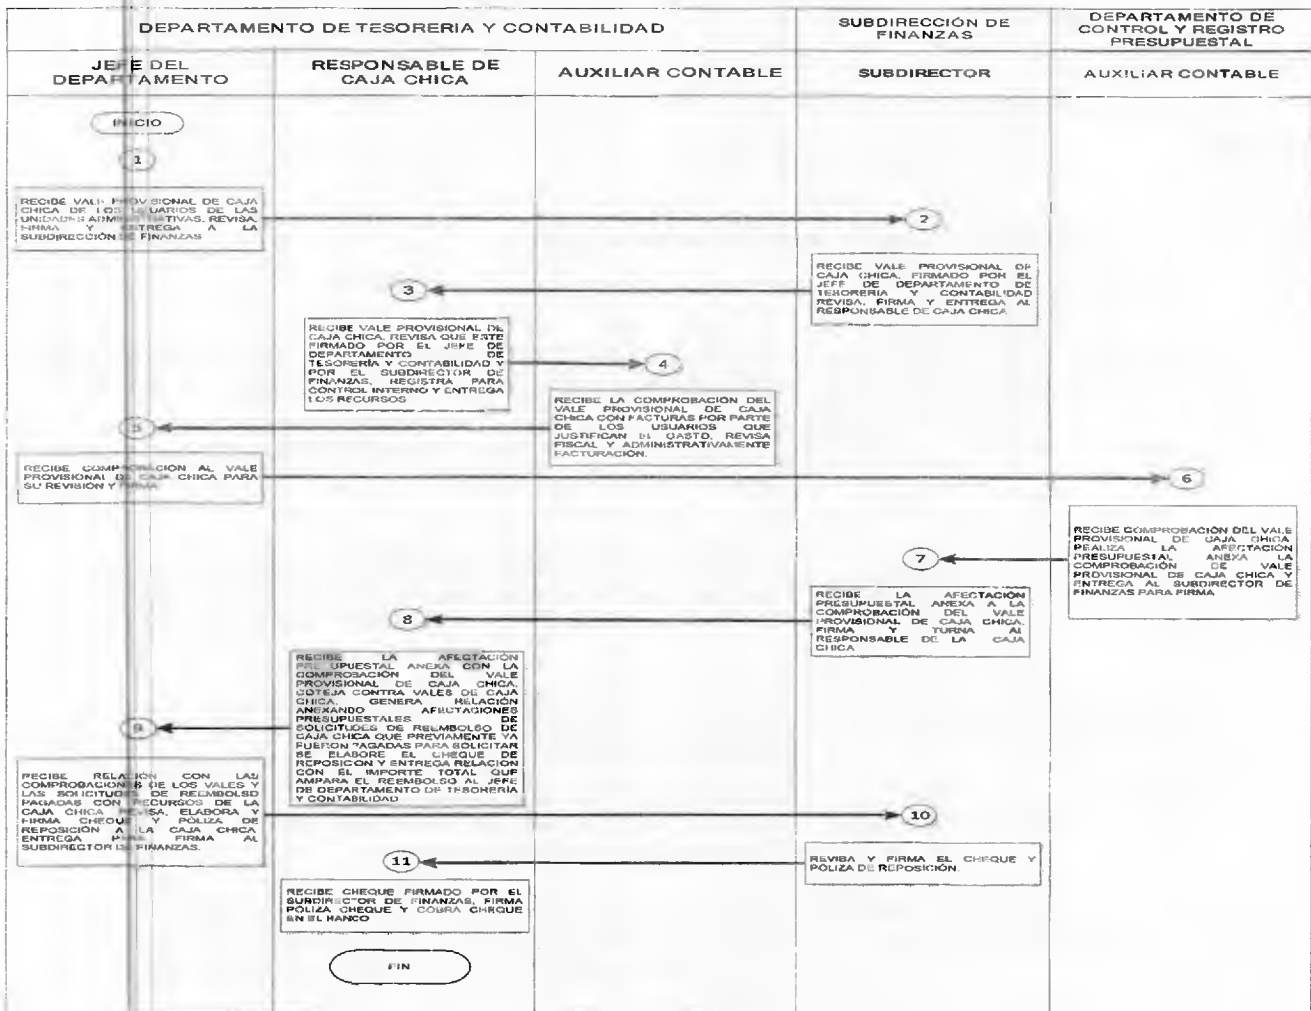 DEPARTAMENTO DE TESORERIA Y CONTABILIDAD
SUBDIRECCIÓN DE
FINANZAS
DEPARTAMENTO DE
CONTROL Y REGISTRO
PRESUPUESTAL
JEFE DEL
DEPARTAMENTO
RESPONSABLE DE
CAJA CHICA
AUXILIAR CONTABLE
SUBDIRECTOR
AUXILIAR CONTABLE
INICIO
1
RECIBE VALE PROVISIONAL DE CAJA
CHICA DE LOS USUARIOS DE LAS
UNIDADES ADMINISTRATIVAS, REVISA,
FIRMA Y ENTREGA A LA
SUBDIRECCIÓN DE FINANZAS
2
RECIBE VALE PROVISIONAL DE
CAJA CHICA, FIRMADO POR EL
JEFE DE DEPARTAMENTO DE
TESORERIA Y CONTABILIDAD
REVISA, FIRMA Y ENTREGA AL
RESPONSABLE DE CAJA CHICA
3
RECIBE VALE PROVISIONAL DE
CAJA CHICA, REVISA QUE ESTE
FIRMADO POR EL JEFE DE
DEPARTAMENTO DE
TESORERÍA Y CONTABILIDAD Y
POR EL SUBDIRECTOR DE
FINANZAS, REGISTRA PARA
CONTROL INTERNO Y ENTREGA
LOS RECURSOS
4
RECIBE LA COMPROBACIÓN DEL
VALE PROVISIONAL DE CAJA
CHICA CON FACTURAS POR PARTE
DE LOS USUARIOS QUE
JUSTIFICAN EL GASTO, REVISA
FISCAL Y ADMINISTRATIVAMENTE
FACTURACIÓN.
5
RECIBE COMPROBACIÓN AL VALE
PROVISIONAL DE CAJA CHICA PARA
SU REVISIÓN Y FIRMA
6
RECIBE COMPROBACIÓN DEL VALE
PROVISIONAL DE CAJA CHICA
REALIZA LA AFECTACIÓN
PRESUPUESTAL ANEXA LA
COMPROBACIÓN DE VALE
PROVISIONAL DE CAJA CHICA Y
ENTREGA AL SUBDIRECTOR DE
FINANZAS PARA FIRMA
7
RECIBE LA AFECTACIÓN
PRESUPUESTAL ANEXA A LA
COMPROBACIÓN DEL VALE
PROVISIONAL DE CAJA CHICA,
FIRMA Y TURNA AL
RESPONSABLE DE LA CAJA
CHICA
8
RECIBE LA AFECTACIÓN
PRESUPUESTAL ANEXA CON LA
COMPROBACIÓN DEL VALE
PROVISIONAL DE CAJA CHICA,
COTEJA CONTRA VALES DE CAJA
CHICA, GENERA RELACIÓN
ANEXANDO AFECTACIONES
PRESUPUESTALES DE
SOLICITUDES DE REEMBOLSO DE
CAJA CHICA QUE PREVIAMENTE YA
FUERON PAGADAS PARA SOLICITAR
SE ELABORE EL CHEQUE DE
REPOSICON Y ENTREGA RELACION
CON EL IMPORTE TOTAL QUE
AMPARA EL REEMBOLSO AL JEFE
DE DEPARTAMENTO DE TESORERÍA
Y CONTABILIDAD
9
RECIBE RELACIÓN CON LAS
COMPROBACIONES DE LOS VALES Y
LAS SOLICITUDES DE REEMBOLSO
PAGADAS CON RECURSOS DE LA
CAJA CHICA REVISA, ELABORA Y
FIRMA CHEQUE Y POLIZA DE
REPOSICIÓN A LA CAJA CHICA
ENTREGA PARA FIRMA AL
SUBDIRECTOR DE FINANZAS.
10
REVISA Y FIRMA EL CHEQUE Y
PÓLIZA DE REPOSICIÓN.
11
RECIBE CHEQUE FIRMADO POR EL
SUBDIRECTOR DE FINANZAS, FIRMA
PÓLIZA CHEQUE Y COBRA CHEQUE
EN EL BANCO
FIN